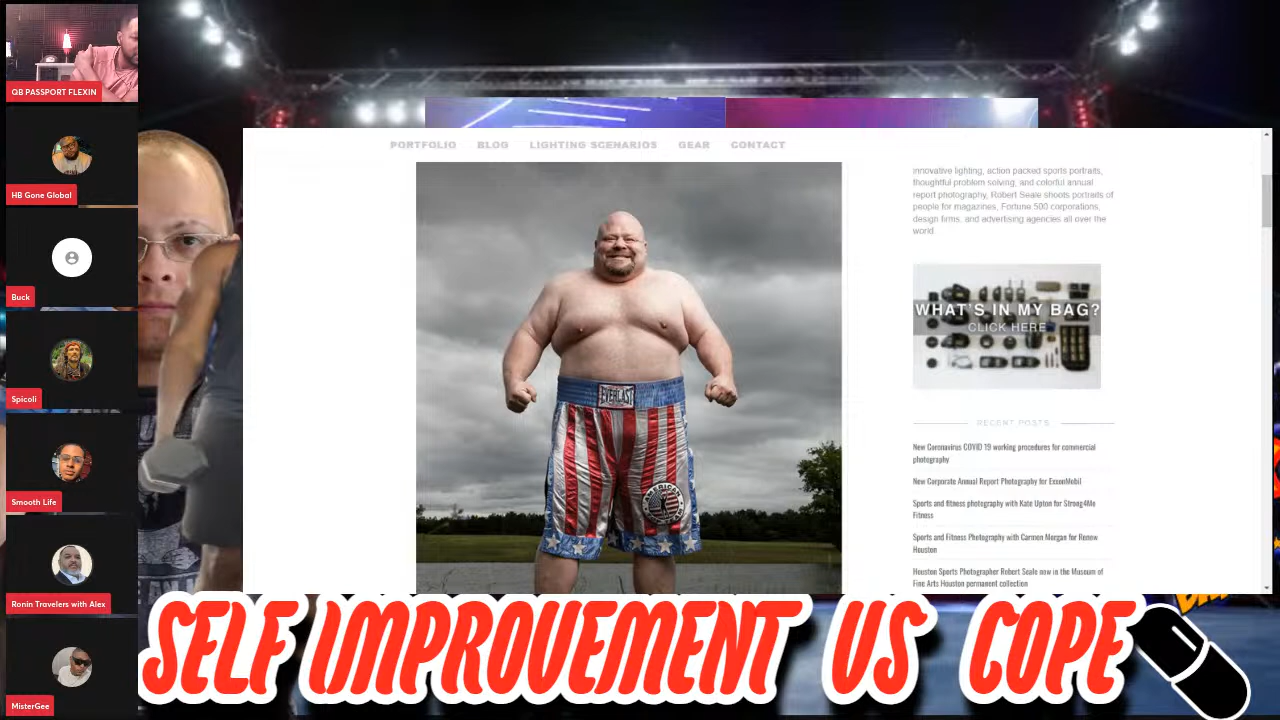 QB PASSPORT FLEXIN
HB Gone Global
Buck
Spicoli
Smooth Life
Ronin Travelers with Alex
MisterGee
PORTFOLIO BLOG LIGHTING SCENARIOS GEAR CONTACT
EVERLAST
AMERICAN
innovative lighting, action packed sports portraits,
thoughtful problem solving, and colorful annual
report photography, Robert Seale shoots portraits of
people for magazines, Fortune 500 corporations,
design firms, and advertising agencies all over the
world.
WHAT'S IN MY BAG?
CLICK HERE
RECENT POSTS
New Coronavirus COVID 19 working procedures for commercial
photography
New Corporate Annual Report Photography for ExxonMobil
Sports and fitness photography with Kate Upton for Strong4Me
Fitness
Sports and Fitness Photography with Carmen Morgan for Renew
Houston
Houston Sports Photographer Robert Seale now in the Museum of
Fine Arts Houston permanent collection
SELF IMPROVEMENT US COPE